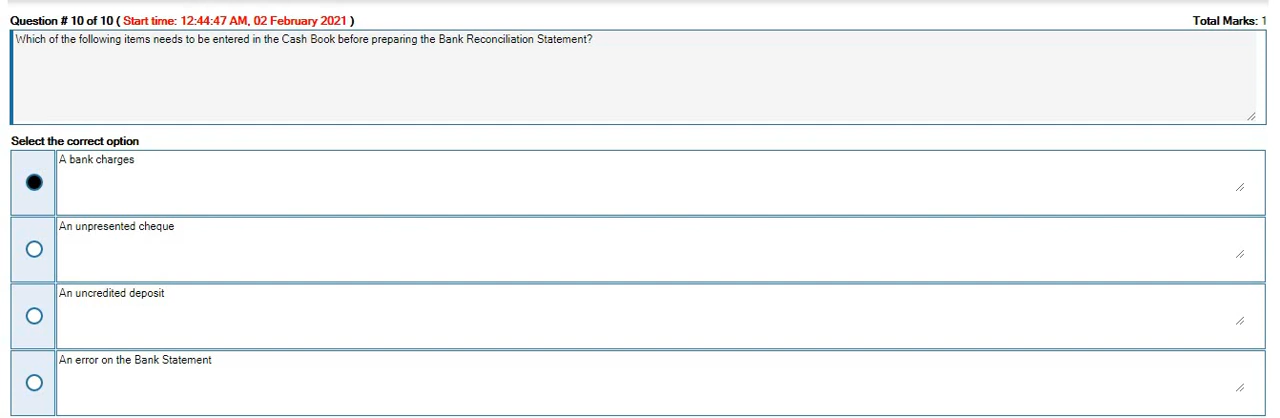 Question # 10 of 10 ( Start time: 12:44:47 AM, 02 February 2021 ) Total Marks: 1
Which of the following items needs to be entered in the Cash Book before preparing the Bank Reconciliation Statement?
Select the correct option
A bank charges
An unpresented cheque
An uncredited deposit
An error on the Bank Statement